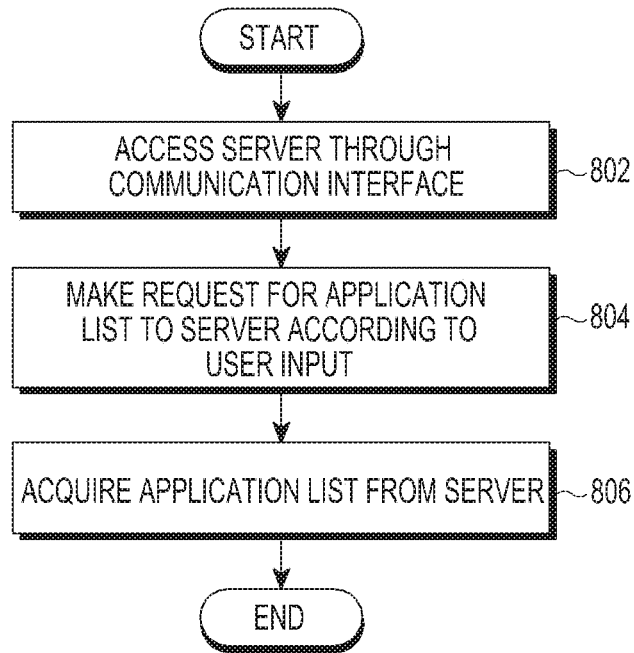 START
ACCESS SERVER THROUGH
COMMUNICATION INTERFACE
802
MAKE REQUEST FOR APPLICATION
LIST TO SERVER ACCORDING TO
USER INPUT
804
ACQUIRE APPLICATION LIST FROM SERVER
806
END